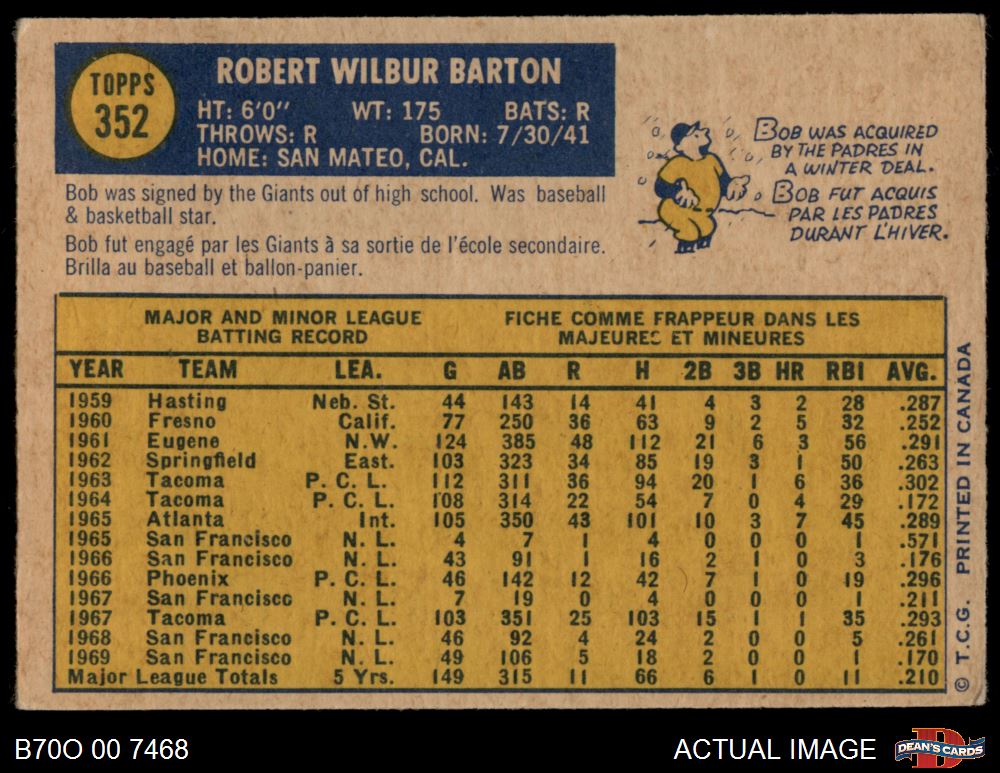 TOPPS
352
ROBERT WILBUR BARTON
HT: 6'0" WT: 175 BATS: R
THROWS: R BORN: 7/30/41
HOME: SAN MATEO, CAL.
Bob was signed by the Giants out of high school. Was baseball
& basketball star.
Bob fut engagé par les Giants à sa sortie de l'école secondaire.
Brilla au baseball et ballon-panier.
BOB WAS ACQUIRED
BY THE PADRES IN
A WINTER DEAL.
BOB FUT ACQUIS
PAR LES PADRES
DURANT L'HIVER.
MAJOR AND MINOR LEAGUE
BATTING RECORD
FICHE COMME FRAPPEUR DANS LES
MAJEURES ET MINEURES
YEAR TEAM LEA. G AB R H 2B 3B HR RBI AVG.
1959 Hasting Neb. St. 44 143 14 41 4 3 2 28 .287
1960 Fresno Calif. 77 250 36 63 9 2 5 32 .252
1961 Eugene N.W. 124 385 48 112 21 6 3 56 .291
1962 Springfield East. 103 323 34 85 19 3 1 50 .263
1963 Tacoma P. C. L. 112 311 36 94 20 1 6 36 .302
1964 Tacoma P. C. L. 108 314 22 54 7 0 4 29 .172
1965 Atlanta Int. 105 350 43 101 10 3 7 45 .289
1965 San Francisco N. L. 4 7 1 4 0 0 0 1 .571
1966 San Francisco N. L. 43 91 1 16 2 1 0 3 .176
1966 Phoenix P. C. L. 46 142 12 42 7 1 0 19 .296
1967 San Francisco N. L. 7 19 0 4 0 0 0 1 .211
1967 Tacoma P. C. L. 103 351 25 103 15 1 1 35 .293
1968 San Francisco N. L. 46 92 4 24 2 0 0 5 .261
1969 San Francisco N. L. 49 106 5 18 2 0 0 1 .170
Major League Totals 5 Yrs. 149 315 11 66 6 1 0 11 .210
© T.C.G. PRINTED IN CANADA
B70O 00 7468
ACTUAL IMAGE
DEAN'S CARDS